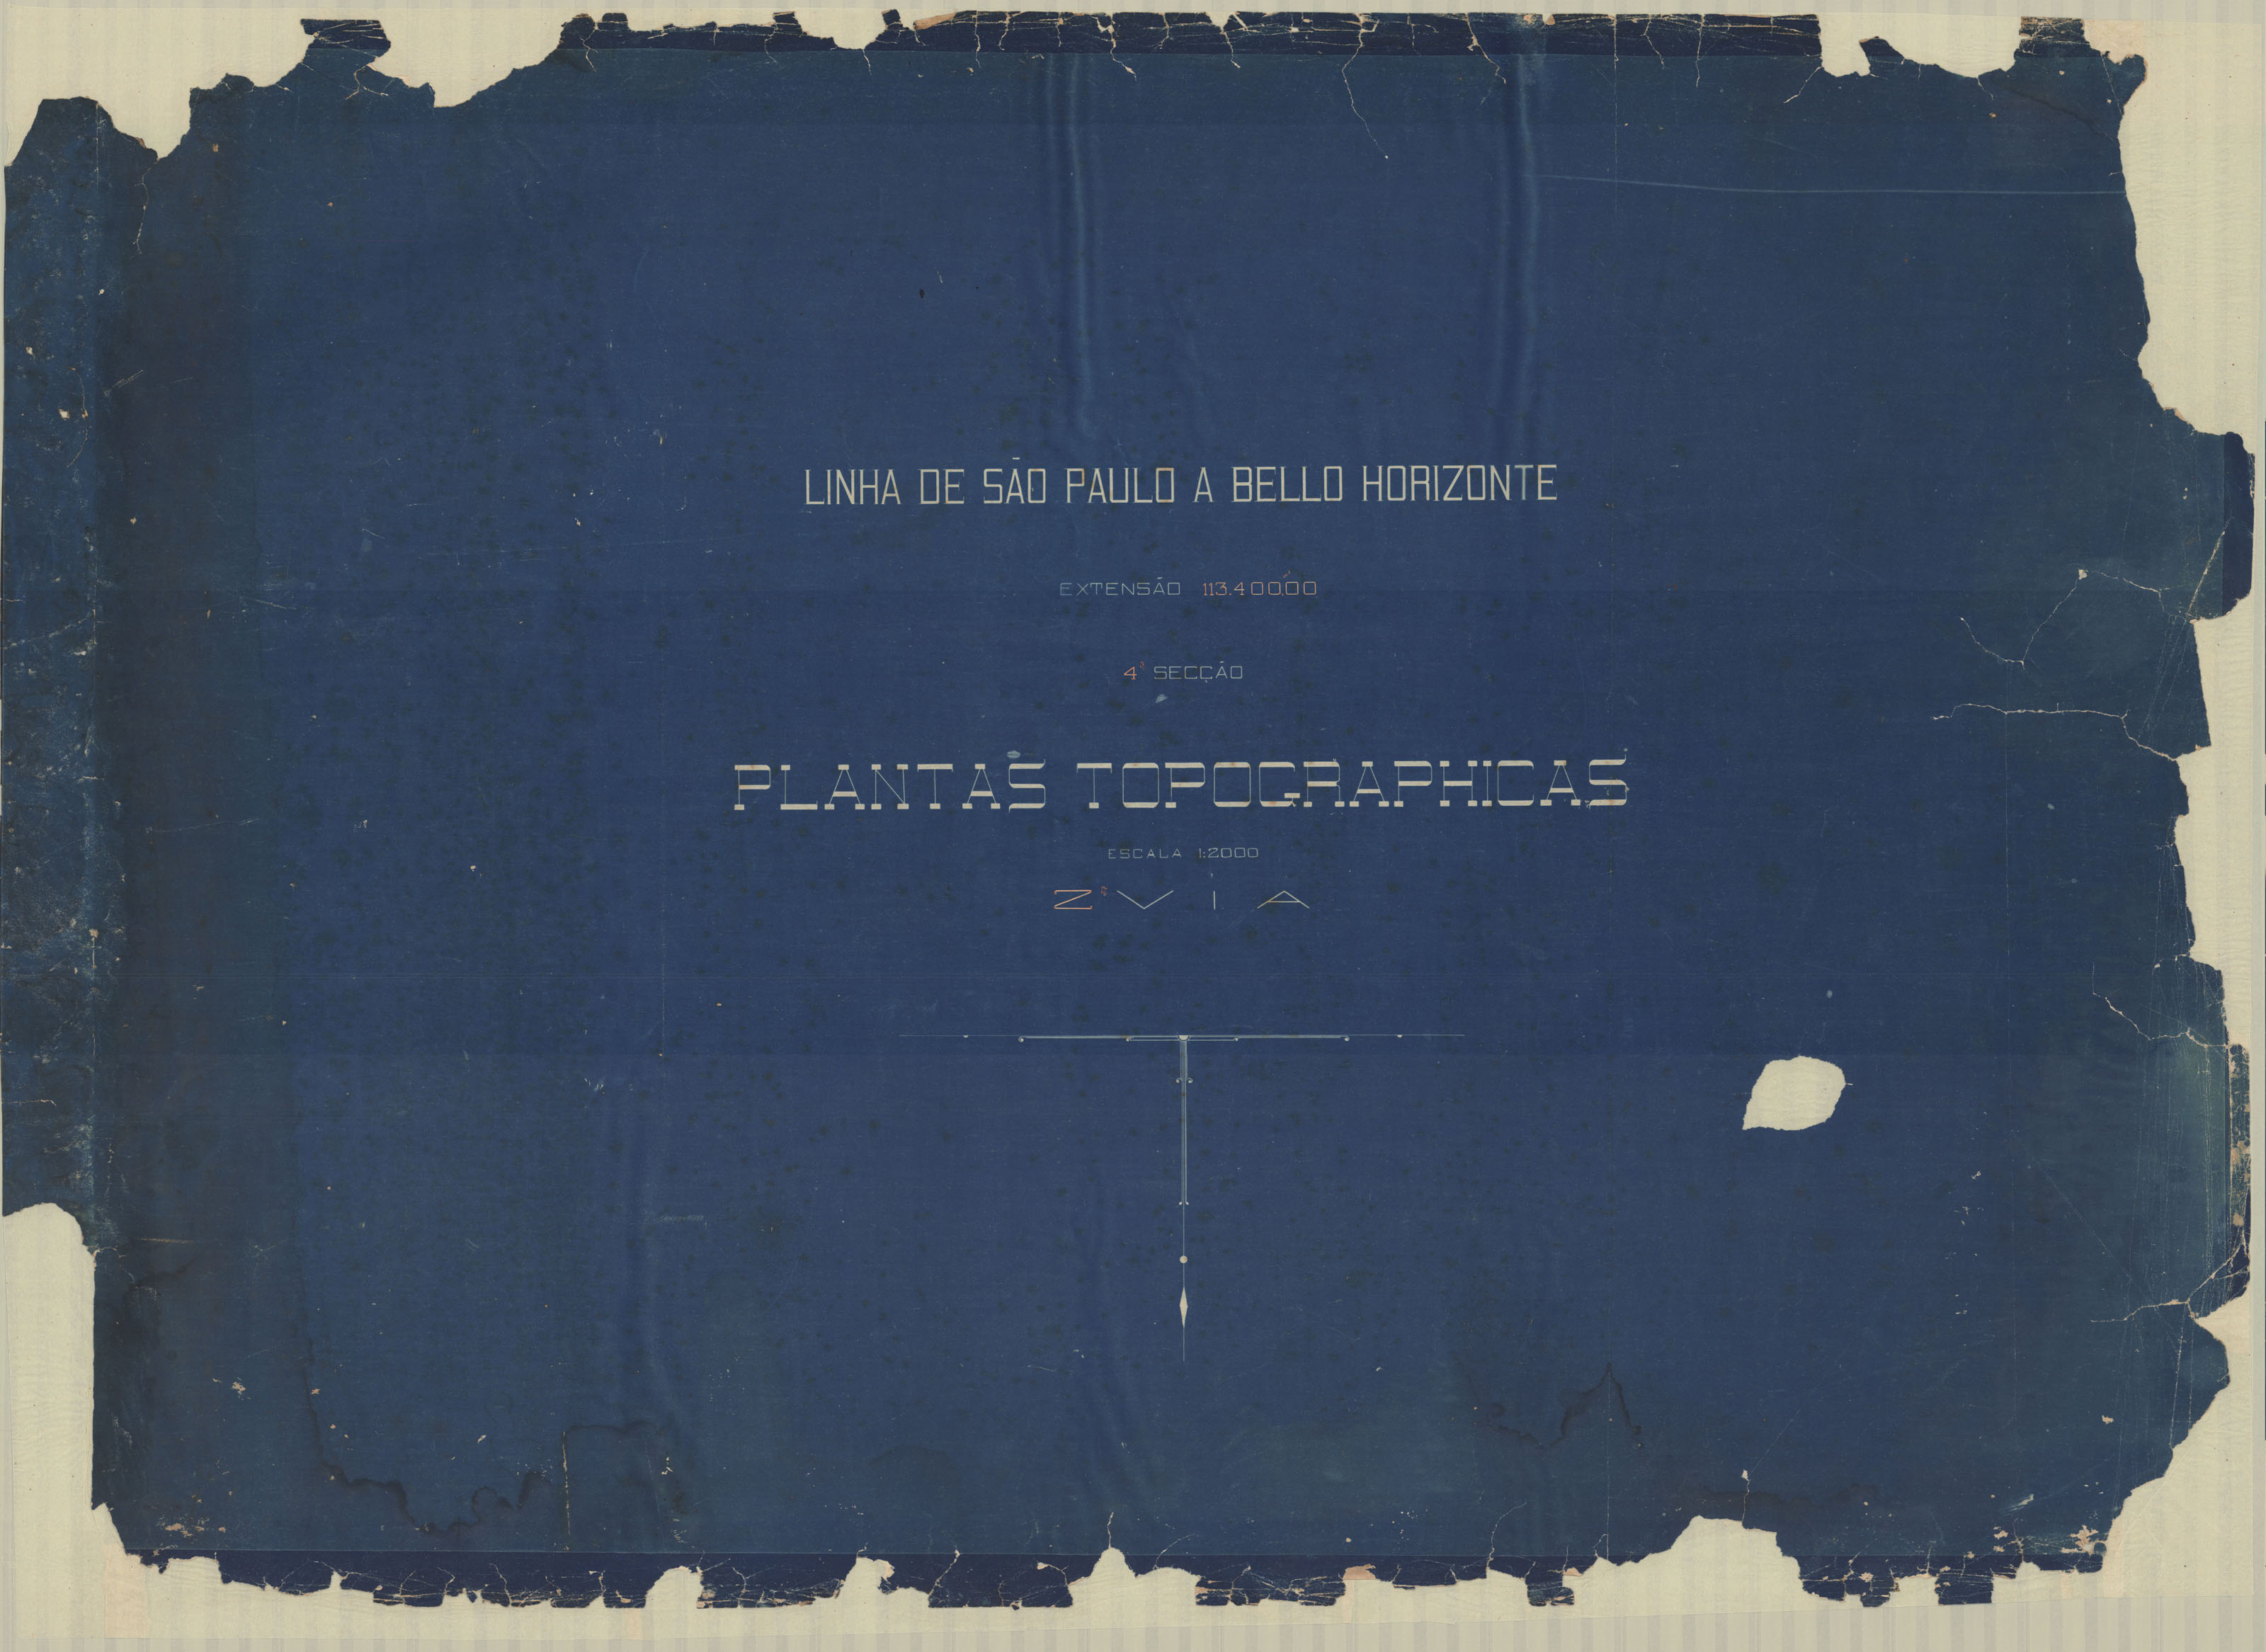 LINHA DE SÃO PAULO A BELLO HORIZONTE
EXTENSÃO 113.400,00
4ª SECÇÃO
PLANTAS TOPOGRAPHICAS
ESCALA 1:2000
2ª VIA